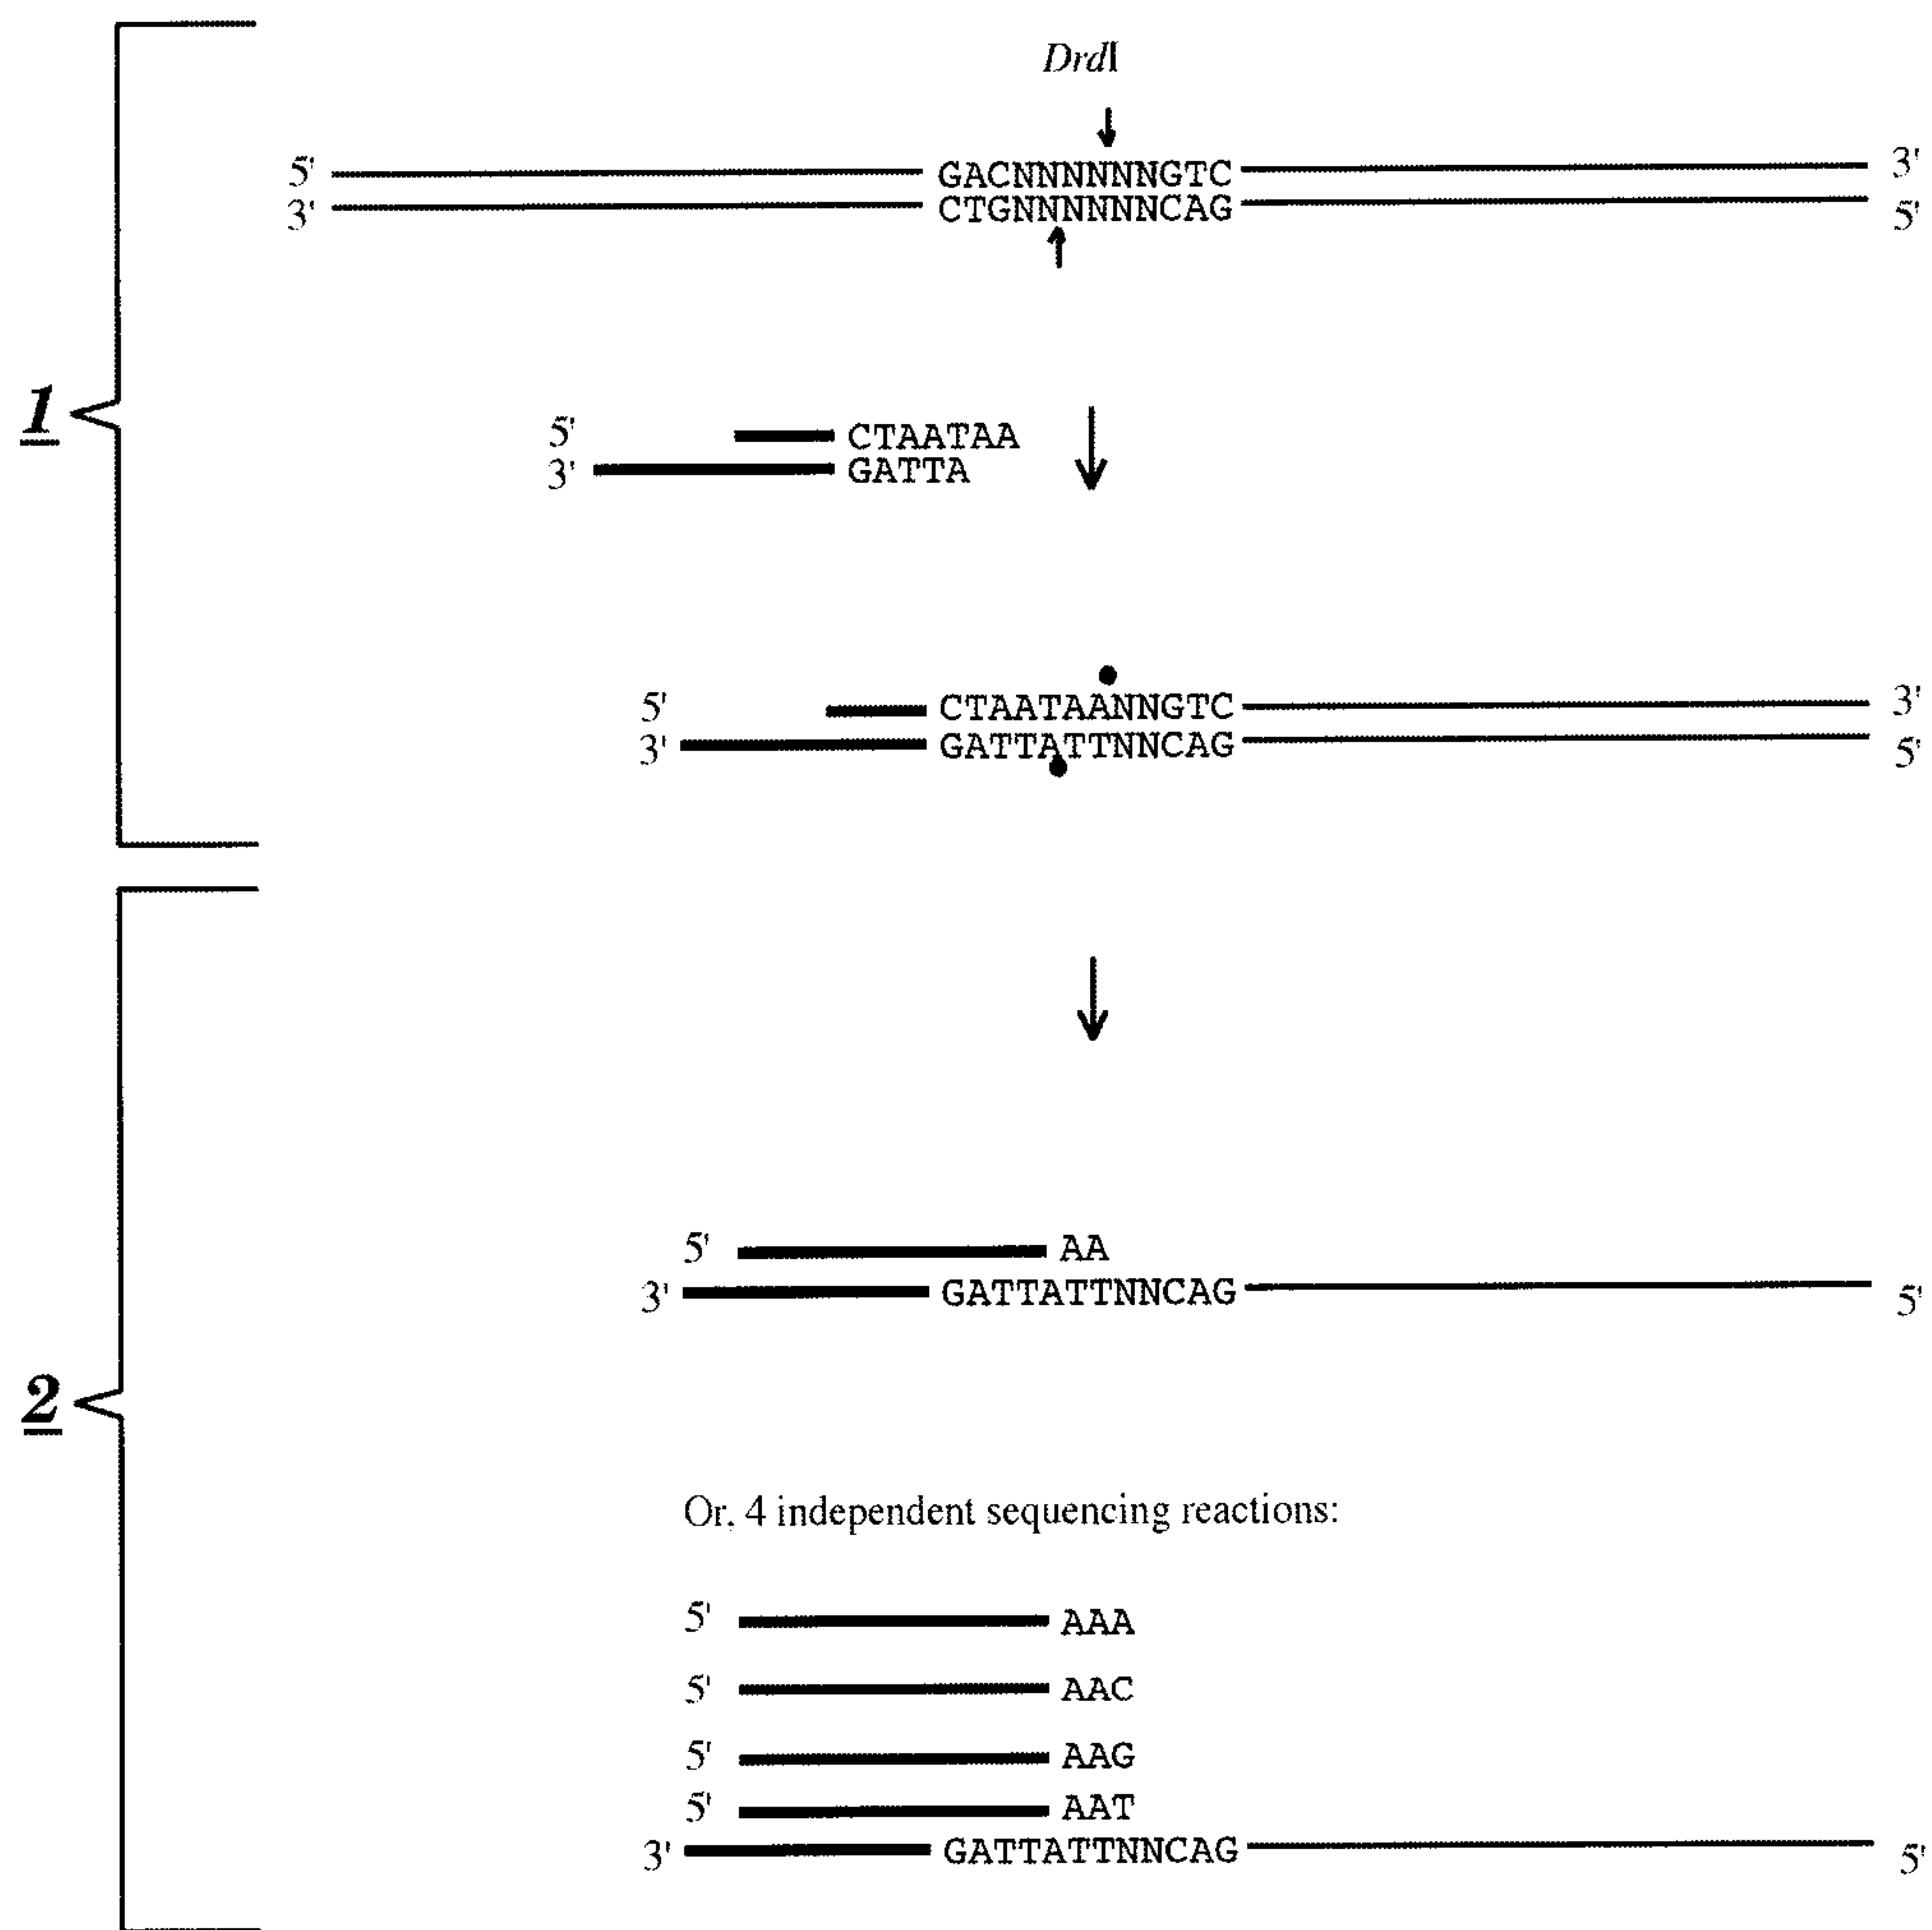 DrdI
5' GACNNNNNNGTC 3'
3' CTGNNNNNNCAG 5'
1
5' CTAATAA
3' GATTA
5' CTAATAANNGTC 3'
3' GATTATTNNCAG 5'
2
5' AA
3' GATTATTNNCAG 5'
Or, 4 independent sequencing reactions:
5' AAA
5' AAC
5' AAG
5' AAT
3' GATTATTNNCAG 5'